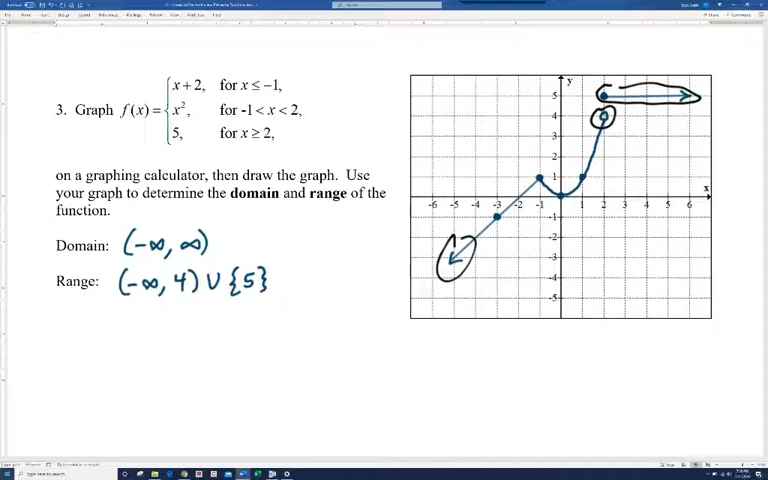 x + 2, for x ≤ −1,
3. Graph f(x) = x², for -1 < x < 2,
5, for x ≥ 2,
on a graphing calculator, then draw the graph. Use
your graph to determine the domain and range of the
function.
Domain: (-∞, ∞)
Range: (-∞, 4) ∪ {5}
y
5
4
3
2
1
x
-6 -5 -4 -3 -2 -1 1 2 3 4 5 6
-1
-2
-3
-4
-5